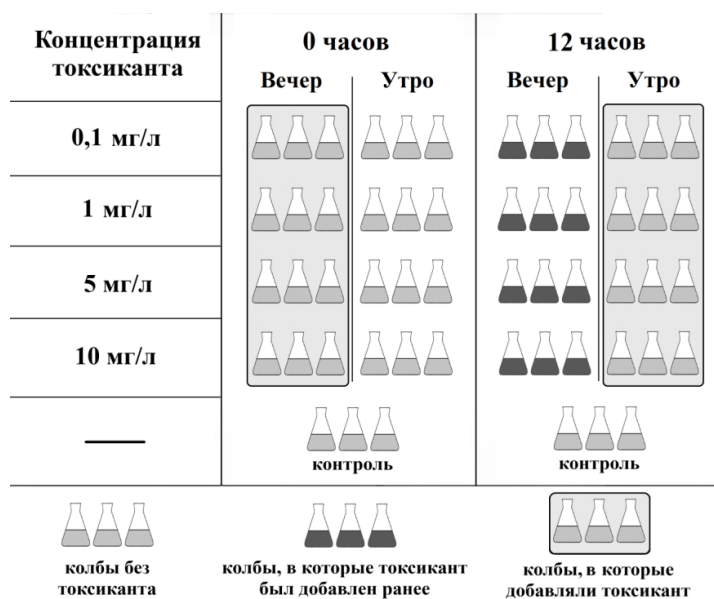 Концентрация
токсиканта
0 часов
12 часов
Вечер
Утро
Вечер
Утро
0,1 мг/л
1 мг/л
5 мг/л
10 мг/л
контроль
контроль
колбы без
токсиканта
колбы, в которые токсикант
был добавлен ранее
колбы, в которые
добавляли токсикант